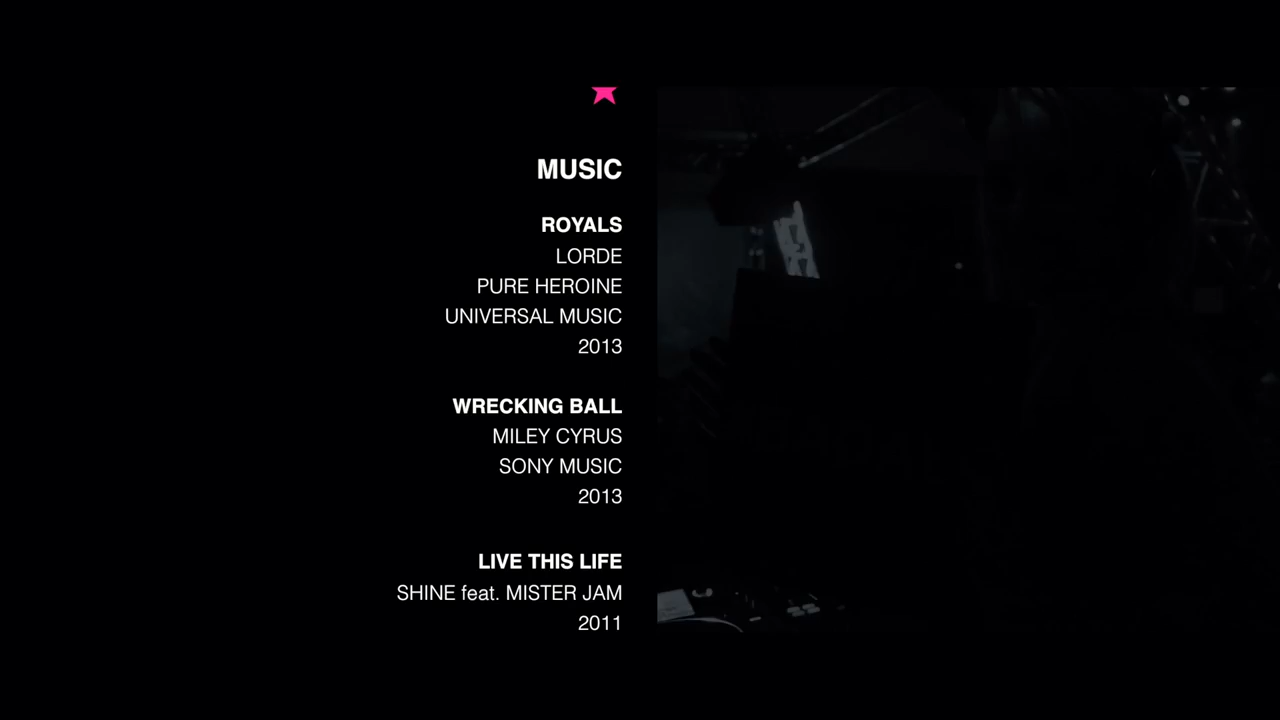 MUSIC
ROYALS
LORDE
PURE HEROINE
UNIVERSAL MUSIC
2013
WRECKING BALL
MILEY CYRUS
SONY MUSIC
2013
LIVE THIS LIFE
SHINE feat. MISTER JAM
2011